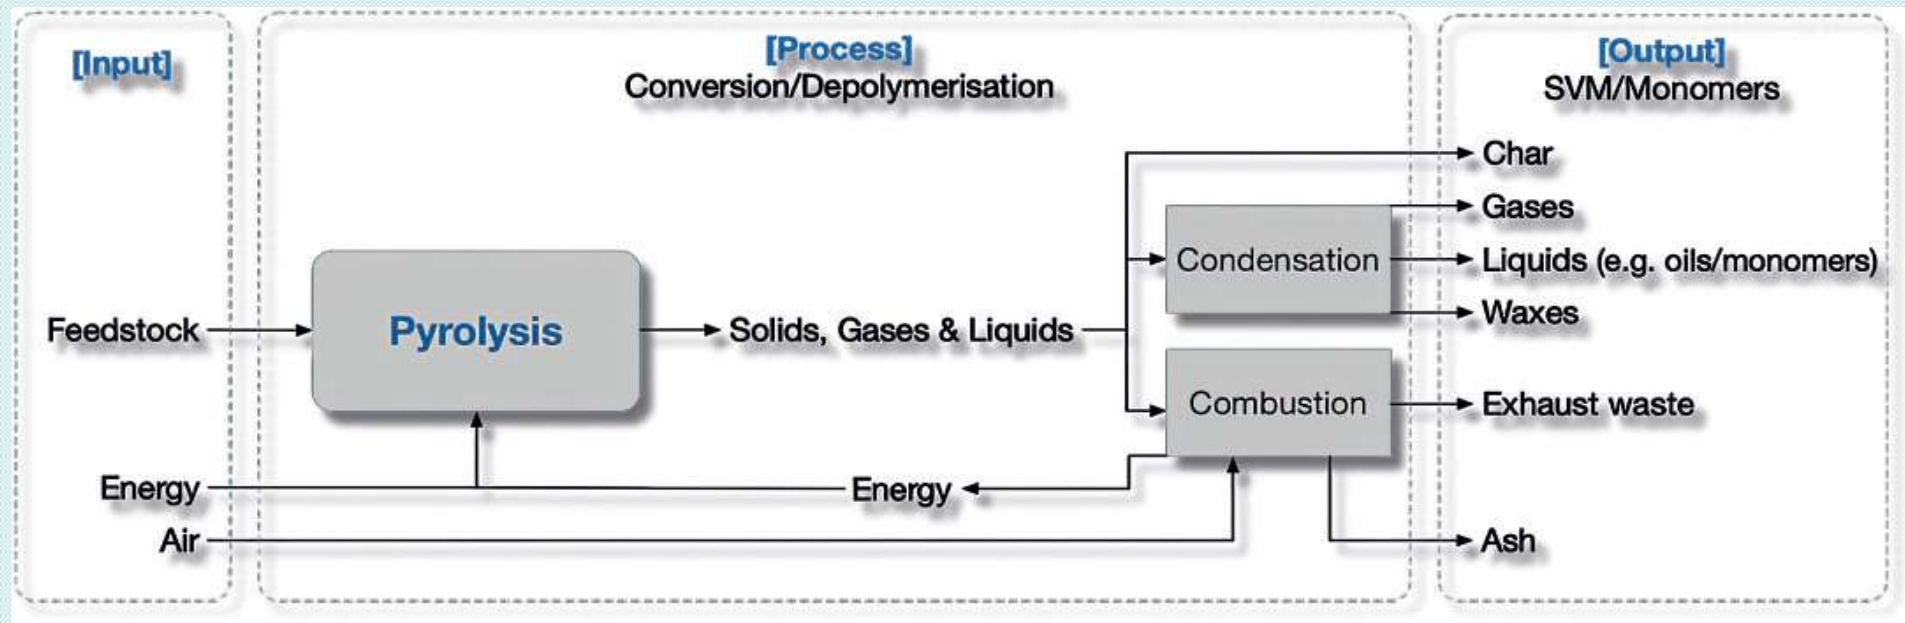 [Input]
[Process]
Conversion/Depolymerisation
[Output]
SVM/Monomers
Char
Gases
Condensation
Liquids (e.g. oils/monomers)
Waxes
Feedstock
Pyrolysis
Solids, Gases & Liquids
Combustion
Exhaust waste
Energy
Energy
Air
Ash